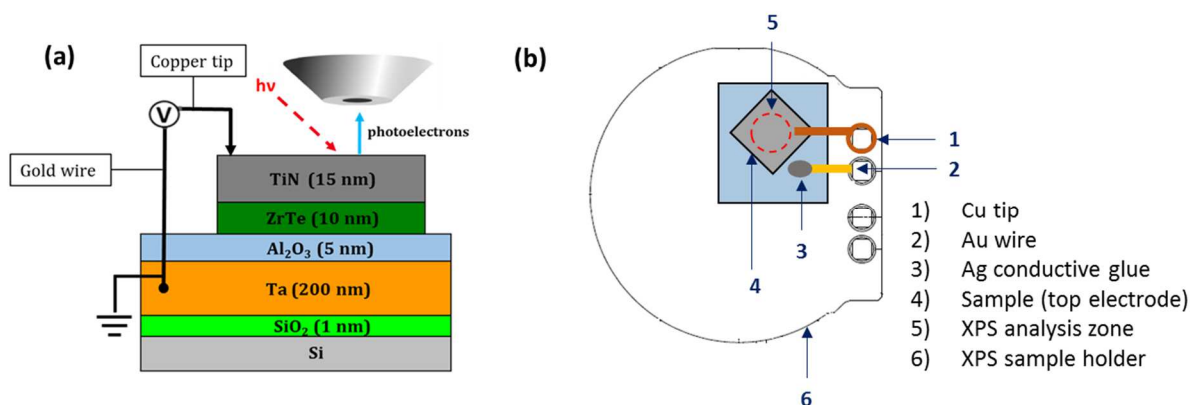 (a)
Copper tip
hν
V
photoelectrons
Gold wire
TiN (15 nm)
ZrTe (10 nm)
Al₂O₃ (5 nm)
Ta (200 nm)
SiO₂ (1 nm)
Si
(b)
5
1
2
3
4
6
1) Cu tip
2) Au wire
3) Ag conductive glue
4) Sample (top electrode)
5) XPS analysis zone
6) XPS sample holder